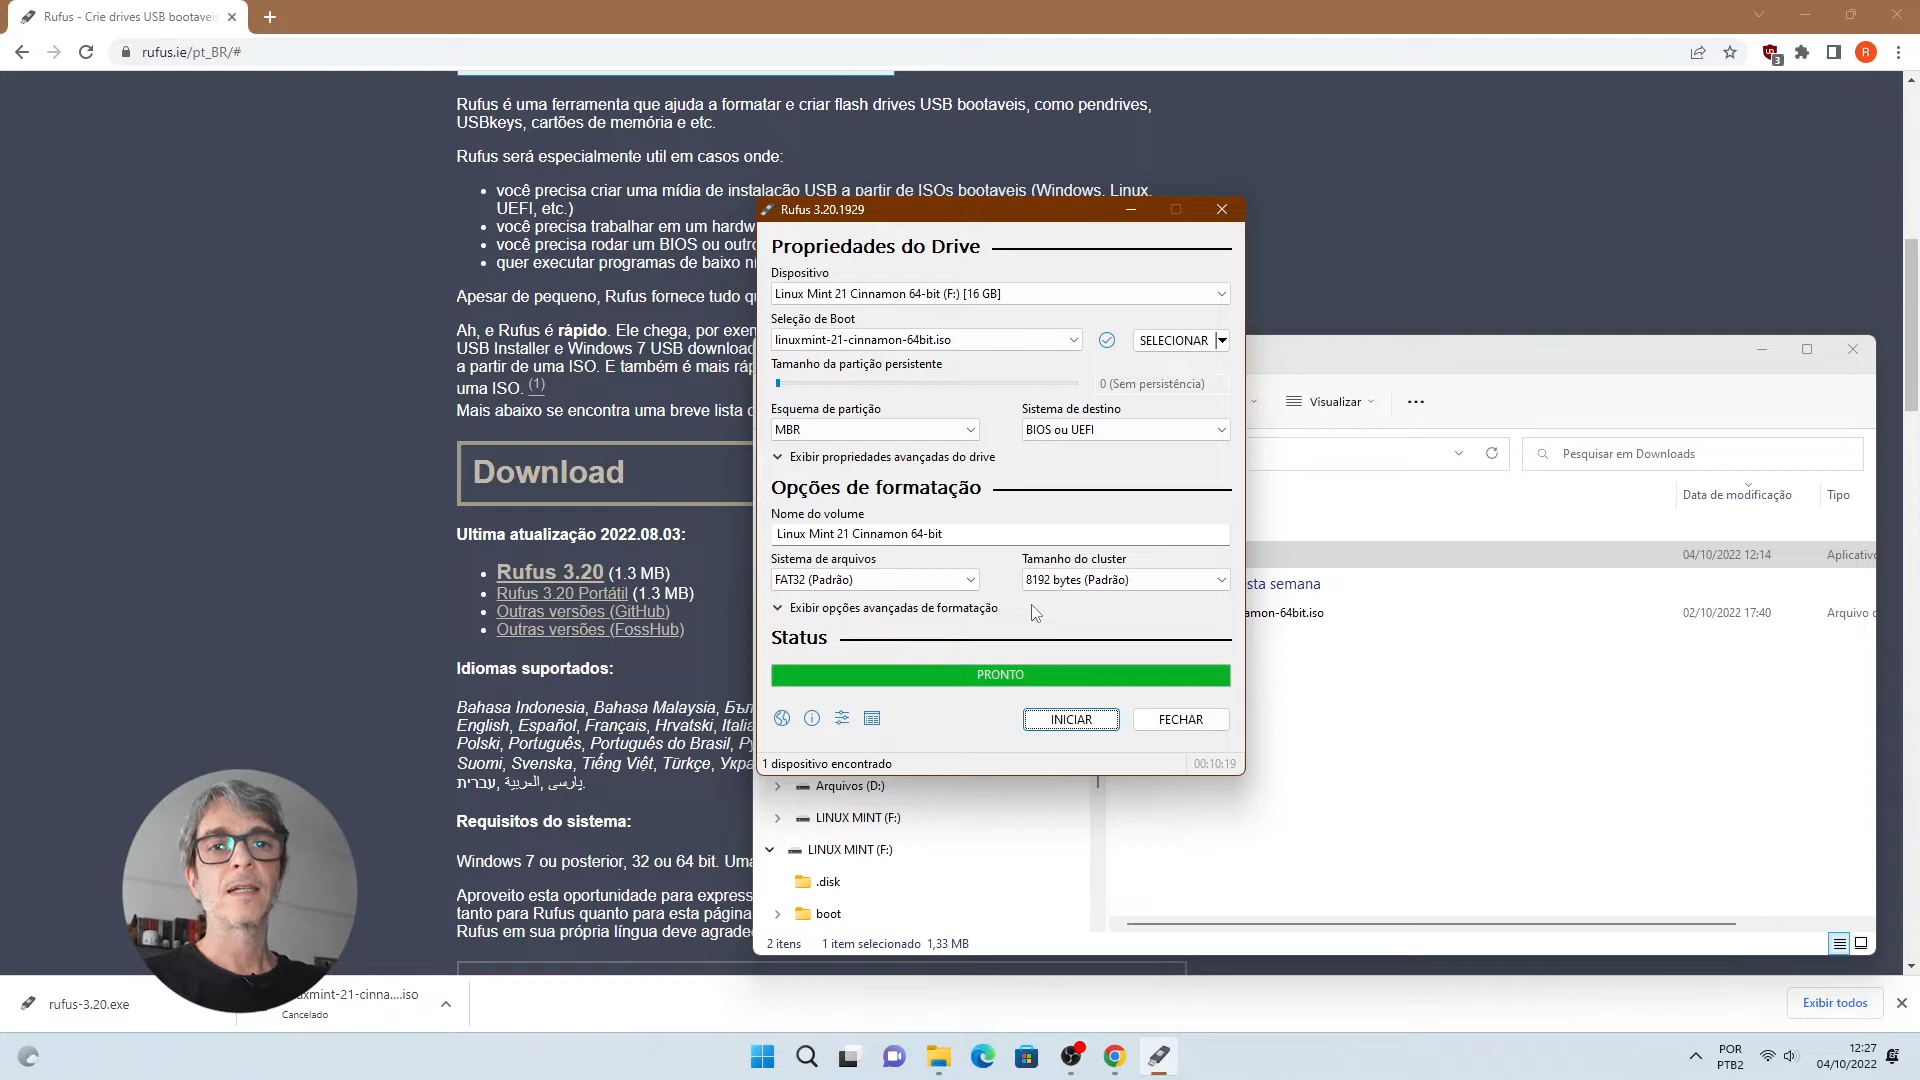 Rufus - Crie drives USB bootavei
rufus.ie/pt_BR/#
3
R
Rufus é uma ferramenta que ajuda a formatar e criar flash drives USB bootaveis, como pendrives,
USBkeys, cartões de memória e etc.
Rufus será especialmente util em casos onde:
você precisa criar uma mídia de instalação USB a partir de ISOs bootaveis (Windows, Linux,
UEFI, etc.)
você precisa trabalhar em um hardw
você precisa rodar um BIOS ou outro
quer executar programas de baixo ni
Apesar de pequeno, Rufus fornece tudo q
Ah, e Rufus é rápido. Ele chega, por exem
USB Installer e Windows 7 USB download
a partir de uma ISO. E também é mais ráp
uma ISO. (1)
Mais abaixo se encontra uma breve lista
Download
Ultima atualização 2022.08.03:
Rufus 3.20 (1.3 MB)
Rufus 3.20 Portátil (1.3 MB)
Outras versões (GitHub)
Outras versões (FossHub)
Idiomas suportados:
Bahasa Indonesia, Bahasa Malaysia, Бъл
English, Español, Français, Hrvatski, Italia
Polski, Português, Português do Brasil, Р
Suomi, Svenska, Tiếng Việt, Türkçe, Укра
پارسی, العربية, עברית.
Requisitos do sistema:
Windows 7 ou posterior, 32 ou 64 bit. Uma
Aproveito esta oportunidade para express
tanto para Rufus quanto para esta página
Rufus em sua própria língua deve agrade
Rufus 3.20.1929
Propriedades do Drive
Dispositivo
Linux Mint 21 Cinnamon 64-bit (F:) [16 GB]
Seleção de Boot
linuxmint-21-cinnamon-64bit.iso
SELECIONAR
Tamanho da partição persistente
0 (Sem persistência)
Esquema de partição
Sistema de destino
MBR
BIOS ou UEFI
Exibir propriedades avançadas do drive
Opções de formatação
Nome do volume
Linux Mint 21 Cinnamon 64-bit
Sistema de arquivos
Tamanho do cluster
FAT32 (Padrão)
8192 bytes (Padrão)
Exibir opções avançadas de formatação
Status
PRONTO
INICIAR
FECHAR
1 dispositivo encontrado
00:10:19
Visualizar
Pesquisar em Downloads
Data de modificação
Tipo
04/10/2022 12:14
Aplicativo
sta semana
amon-64bit.iso
02/10/2022 17:40
Arquivo
Arquivos (D:)
LINUX MINT (F:)
LINUX MINT (F:)
.disk
boot
2 itens
1 item selecionado 1,33 MB
rufus-3.20.exe
uxmint-21-cinna....iso
Cancelado
Exibir todos
POR
PTB2
12:27
04/10/2022